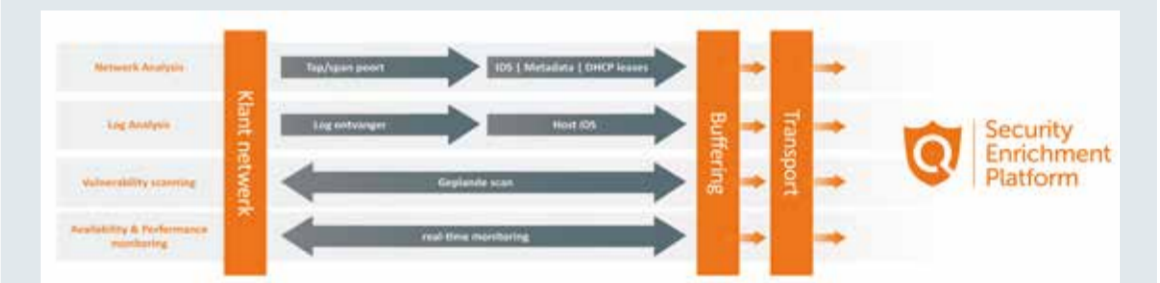 Network Analysis
Tap/span poort
IDS | Metadata | DHCP leases
Log Analysis
Log ontvanger
Host IDS
Vulnerability scanning
Geplande scan
Availability & Performance
monitoring
real-time monitoring
Klant netwerk
Buffering
Transport
Security
Enrichment
Platform